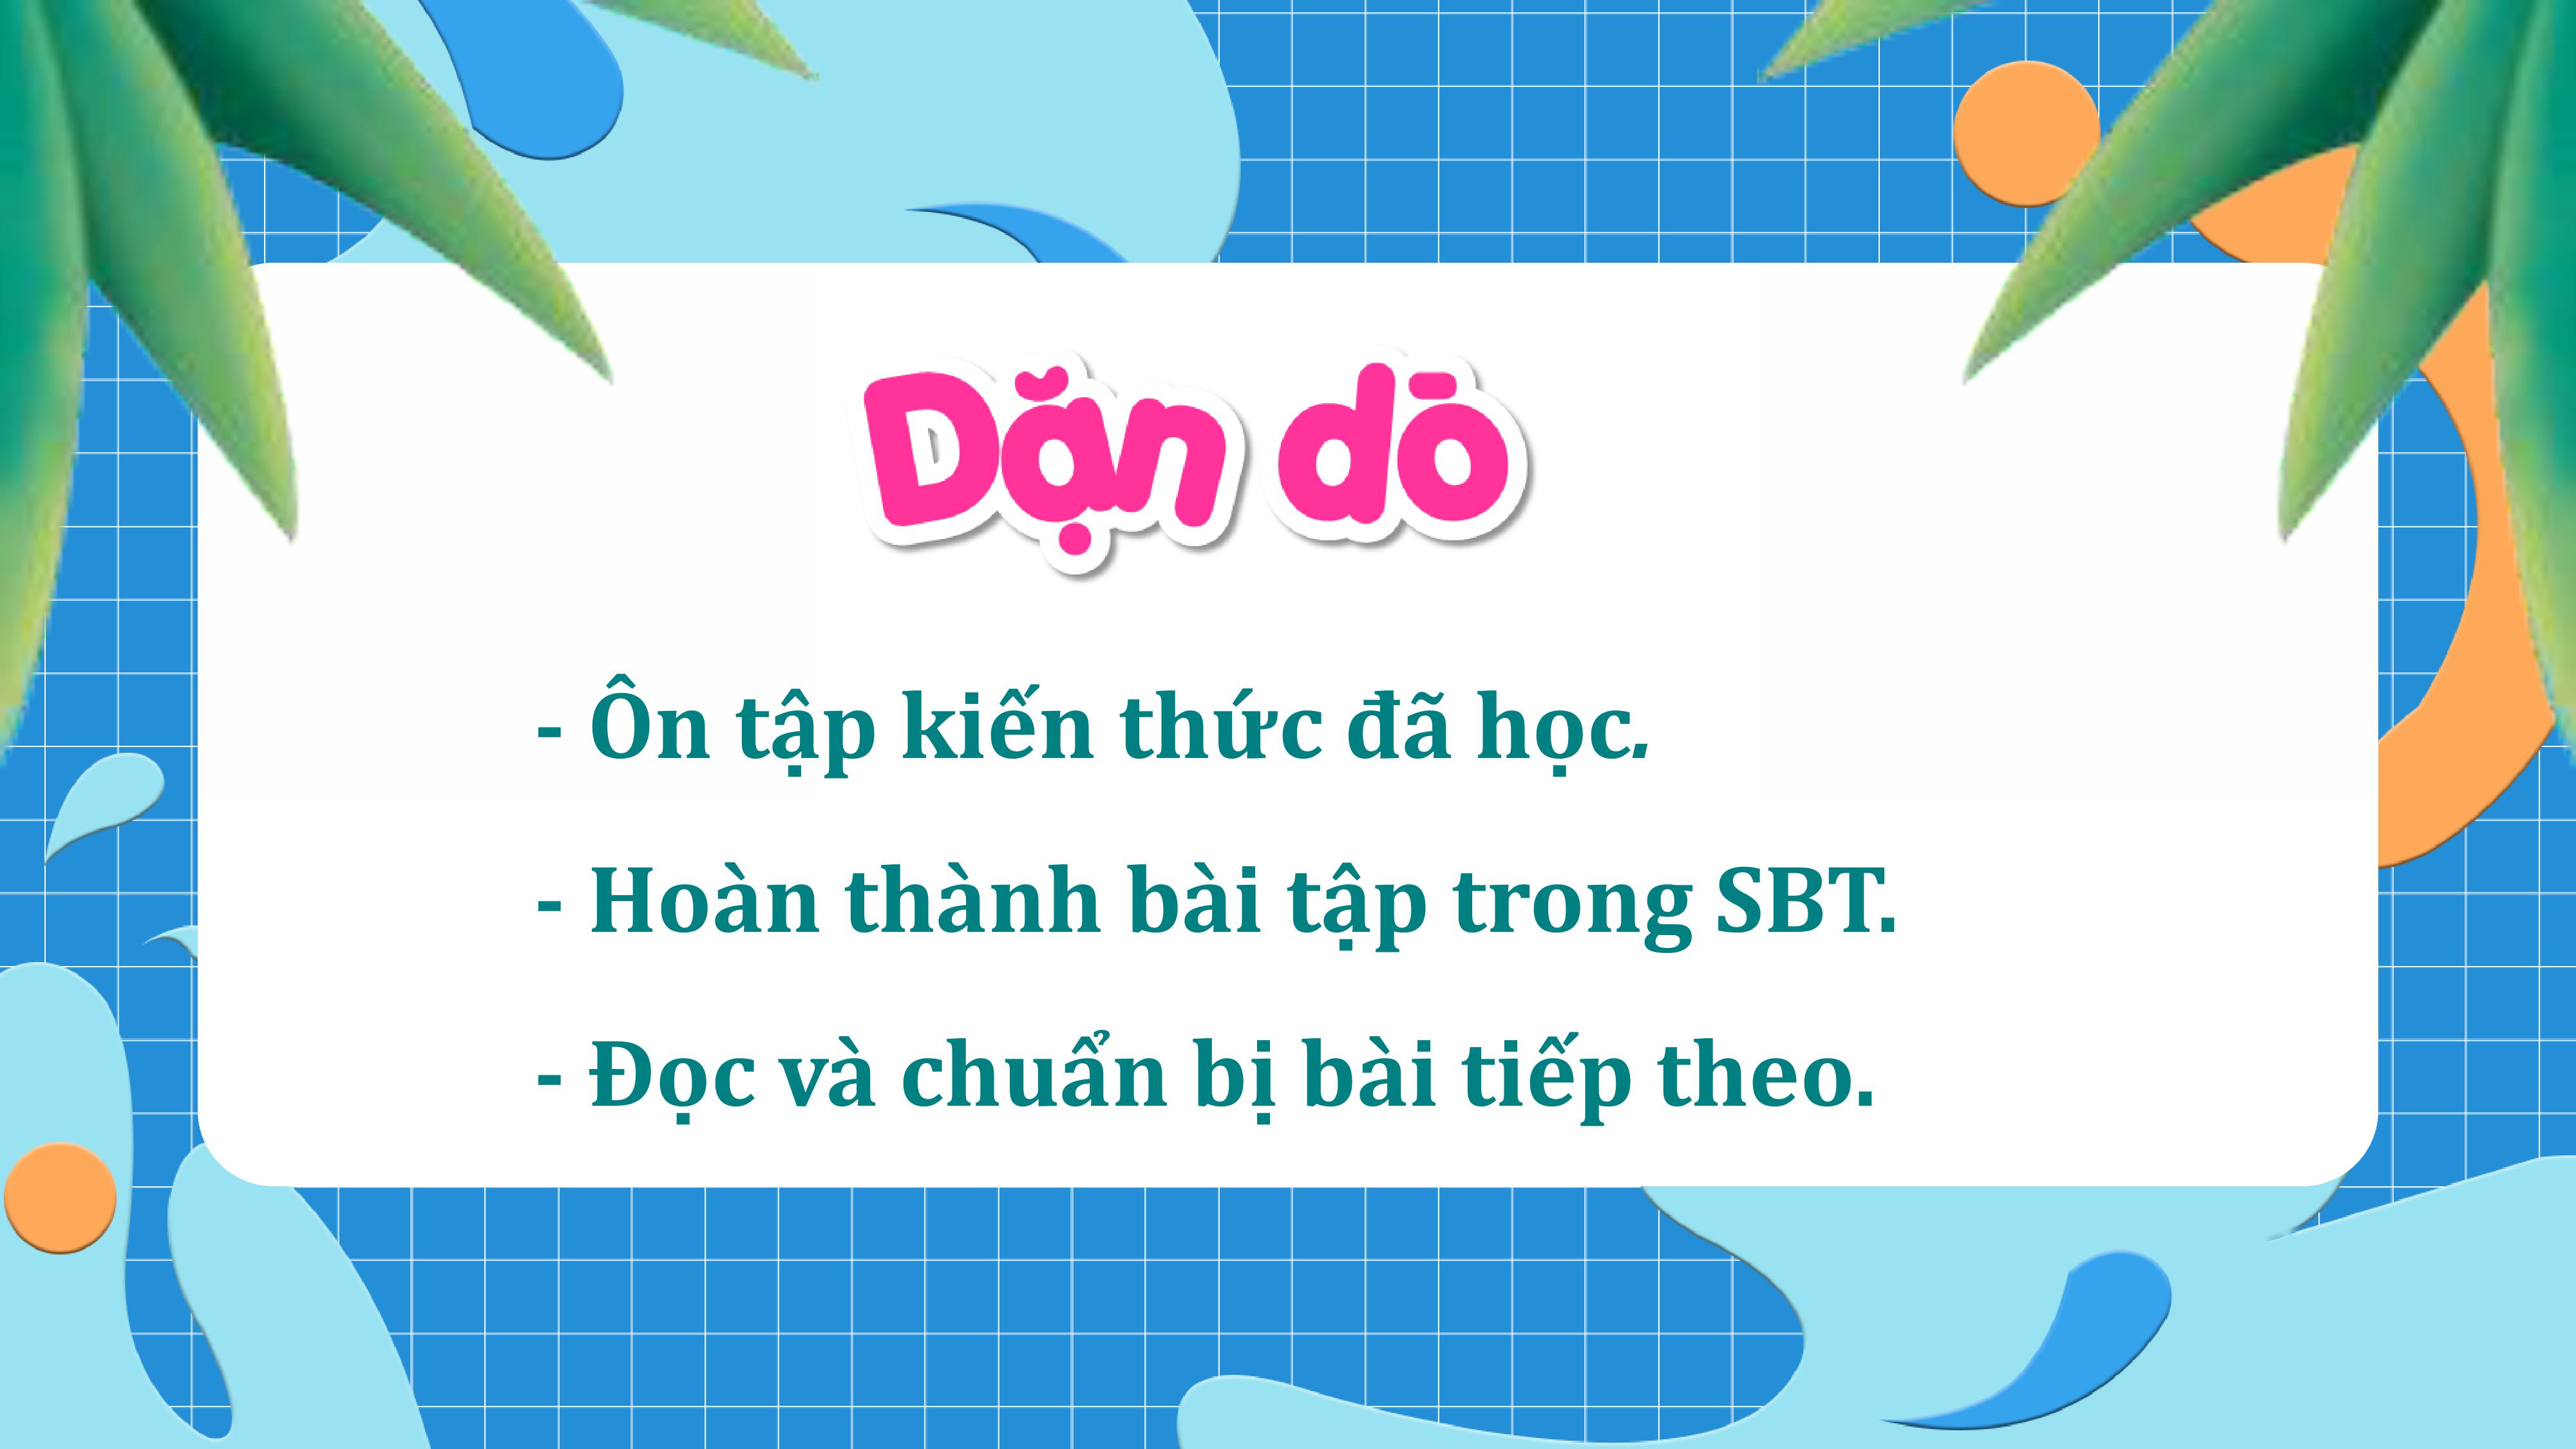 Dặn dō
- Ôn tập kiến thức đã học.
- Hoàn thành bài tập trong SBT.
- Đọc và chuẩn bị bài tiếp theo.